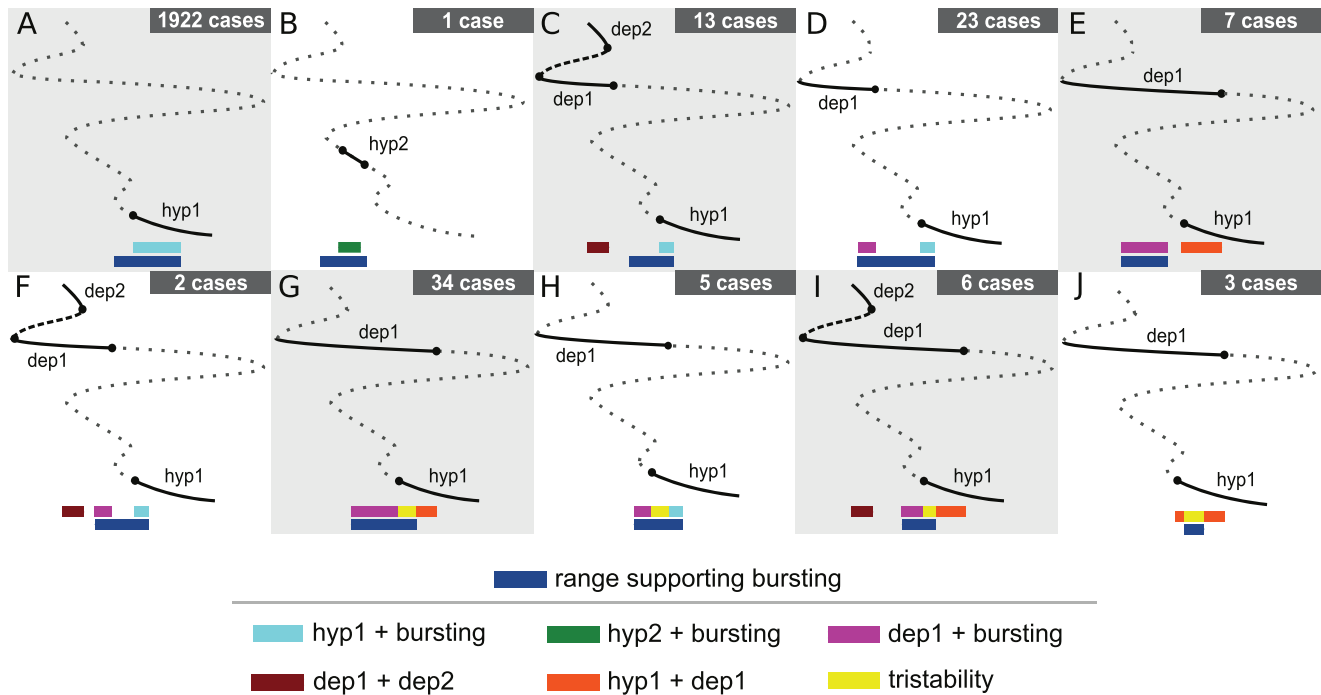 A 1922 cases
hyp1
B 1 case
hyp2
C 13 cases
dep2
dep1
hyp1
D 23 cases
dep1
hyp1
E 7 cases
dep1
hyp1
F 2 cases
dep2
dep1
hyp1
G 34 cases
dep1
hyp1
H 5 cases
dep1
hyp1
I 6 cases
dep2
dep1
hyp1
J 3 cases
dep1
hyp1
range supporting bursting
hyp1 + bursting
hyp2 + bursting
dep1 + bursting
dep1 + dep2
hyp1 + dep1
tristability